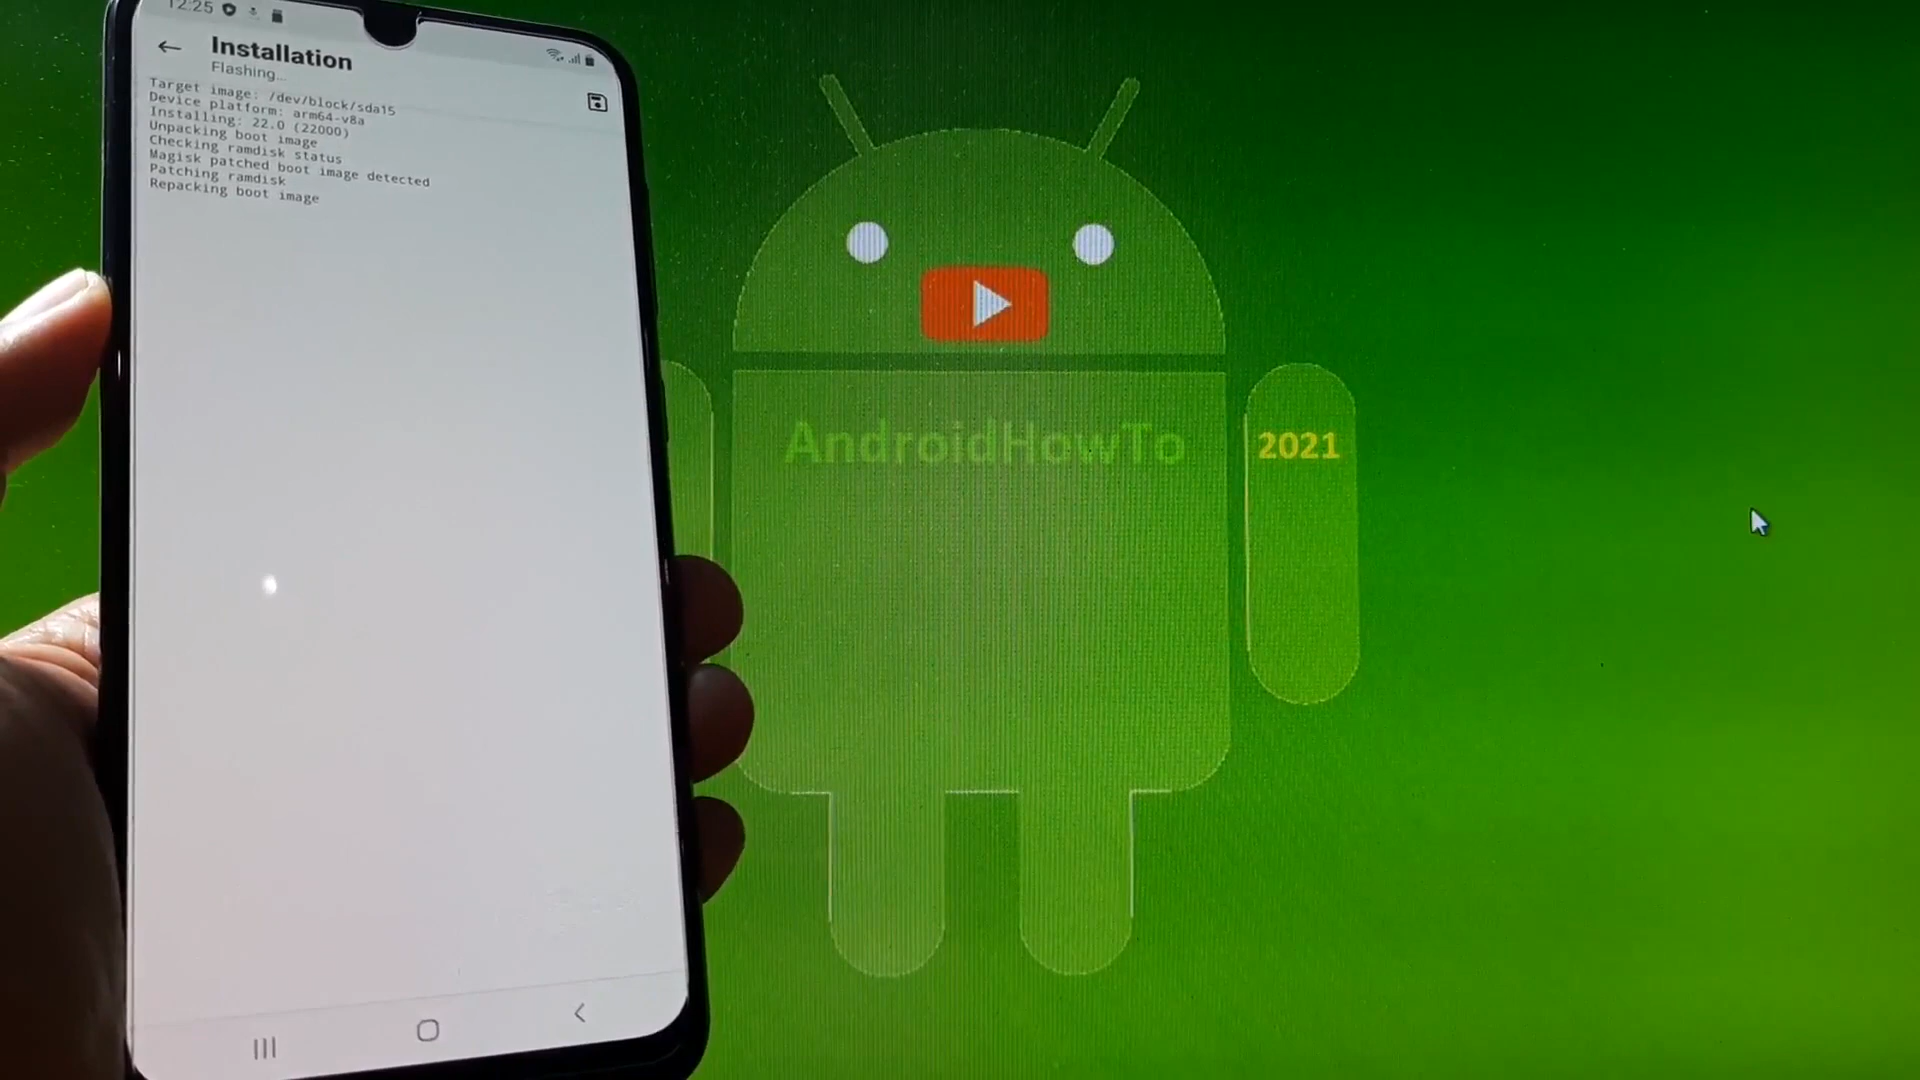 12:25
Installation
Flashing...
Target image: /dev/block/sda15
Device platform: arm64-v8a
Installing: 22.0 (22000)
Unpacking boot image
Checking ramdisk status
Magisk patched boot image detected
Patching ramdisk
Repacking boot image
AndroidHowTo
2021